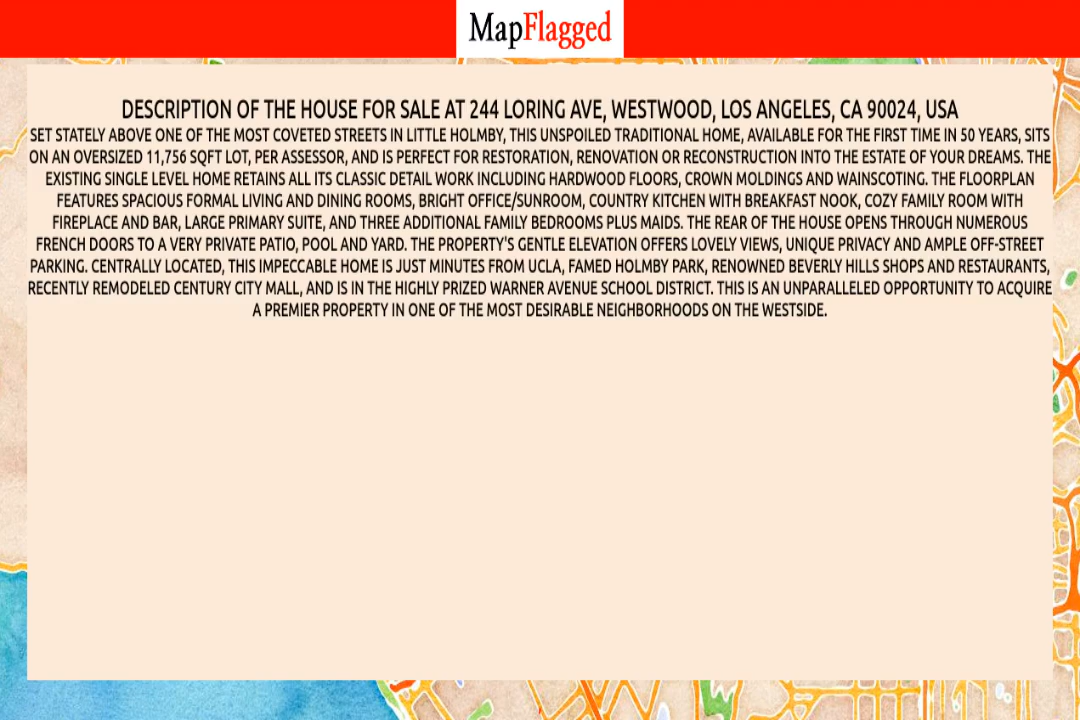 MapFlagged
DESCRIPTION OF THE HOUSE FOR SALE AT 244 LORING AVE, WESTWOOD, LOS ANGELES, CA 90024, USA
SET STATELY ABOVE ONE OF THE MOST COVETED STREETS IN LITTLE HOLMBY, THIS UNSPOILED TRADITIONAL HOME, AVAILABLE FOR THE FIRST TIME IN 50 YEARS, SITS
ON AN OVERSIZED 11,756 SQFT LOT, PER ASSESSOR, AND IS PERFECT FOR RESTORATION, RENOVATION OR RECONSTRUCTION INTO THE ESTATE OF YOUR DREAMS. THE
EXISTING SINGLE LEVEL HOME RETAINS ALL ITS CLASSIC DETAIL WORK INCLUDING HARDWOOD FLOORS, CROWN MOLDINGS AND WAINSCOTING. THE FLOORPLAN
FEATURES SPACIOUS FORMAL LIVING AND DINING ROOMS, BRIGHT OFFICE/SUNROOM, COUNTRY KITCHEN WITH BREAKFAST NOOK, COZY FAMILY ROOM WITH
FIREPLACE AND BAR, LARGE PRIMARY SUITE, AND THREE ADDITIONAL FAMILY BEDROOMS PLUS MAIDS. THE REAR OF THE HOUSE OPENS THROUGH NUMEROUS
FRENCH DOORS TO A VERY PRIVATE PATIO, POOL AND YARD. THE PROPERTY'S GENTLE ELEVATION OFFERS LOVELY VIEWS, UNIQUE PRIVACY AND AMPLE OFF-STREET
PARKING. CENTRALLY LOCATED, THIS IMPECCABLE HOME IS JUST MINUTES FROM UCLA, FAMED HOLMBY PARK, RENOWNED BEVERLY HILLS SHOPS AND RESTAURANTS,
RECENTLY REMODELED CENTURY CITY MALL, AND IS IN THE HIGHLY PRIZED WARNER AVENUE SCHOOL DISTRICT. THIS IS AN UNPARALLELED OPPORTUNITY TO ACQUIRE
A PREMIER PROPERTY IN ONE OF THE MOST DESIRABLE NEIGHBORHOODS ON THE WESTSIDE.